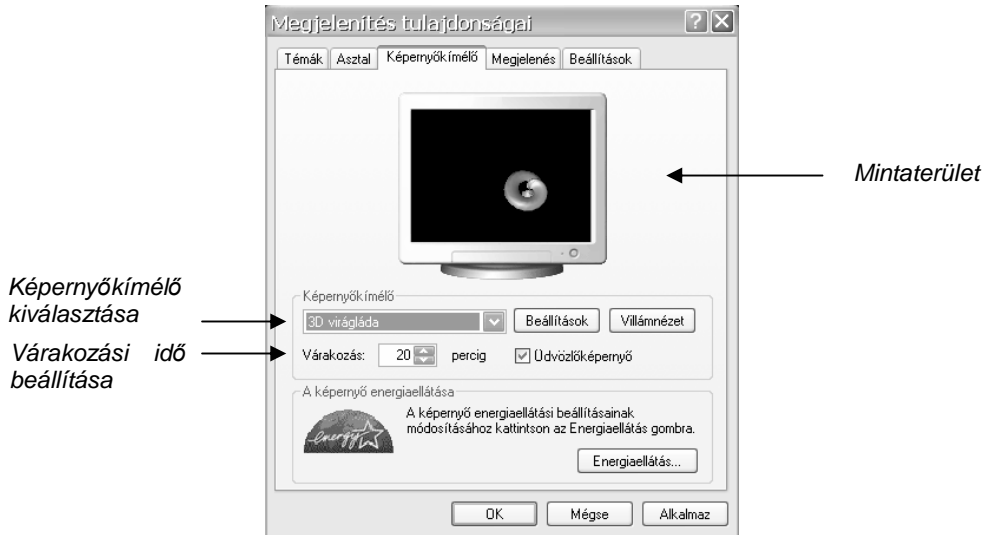 Megjelenítés tulajdonságai
Témák Asztal Képernyőkímélő Megjelenés Beállítások
Mintaterület
Képernyőkímélő
kiválasztása
Várakozási idő
beállítása
Képernyőkímélő
3D virágláda Beállítások Villámnézet
Várakozás: 20 percig Üdvözlőképernyő
A képernyő energiaellátása
energy
A képernyő energiaellátási beállításainak
módosításához kattintson az Energiaellátás gombra.
Energiaellátás...
OK Mégse Alkalmaz